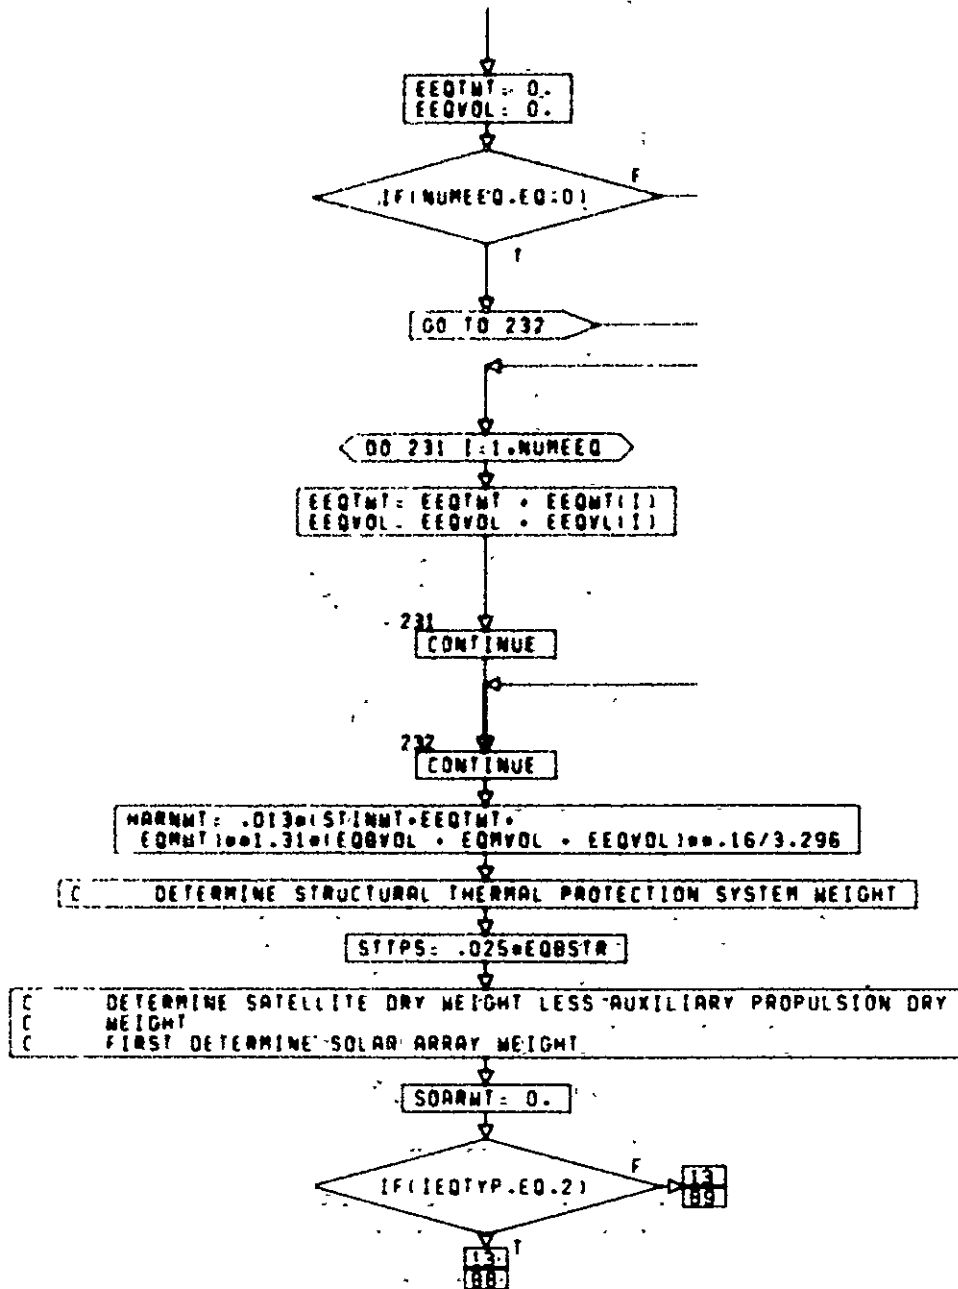 EEQTWT= 0.
EEQVOL= 0.
IF(NUMEEQ.EQ.0)
F
T
GO TO 232
DO 231 I=1,NUMEEQ
EEQTWT= EEQTWT + EEQWT(I)
EEQVOL= EEQVOL + EEQVL(I)
231
CONTINUE
232
CONTINUE
HARNWT= .013*(STINWT+EEQTWT+
EQMWT)**1.31*(EQBVOL + EQMVOL + EEQVOL)**.16/3.296
C DETERMINE STRUCTURAL THERMAL PROTECTION SYSTEM WEIGHT
STTPS= .025*EQBSTR
C DETERMINE SATELLITE DRY WEIGHT LESS AUXILIARY PROPULSION DRY
C WEIGHT
C FIRST DETERMINE SOLAR ARRAY WEIGHT
SOARWT= 0.
IF(IEQTYP.EQ.2)
F
13
89
T
13
88